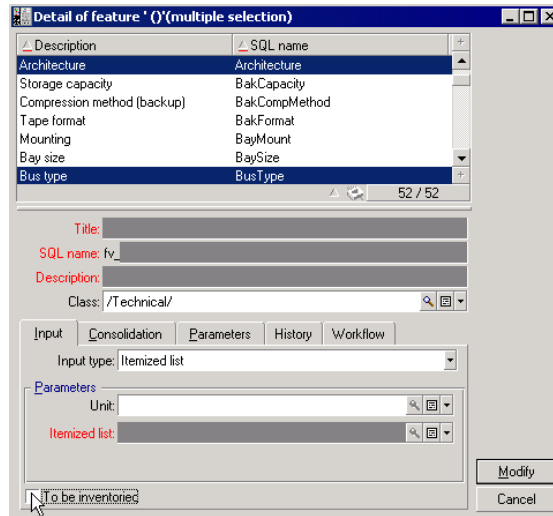 Detail of feature ' ()'(multiple selection)
Description SQL name
Architecture Architecture
Storage capacity BakCapacity
Compression method (backup) BakCompMethod
Tape format BakFormat
Mounting BayMount
Bay size BaySize
Bus type BusType
52 / 52
Title:
SQL name: fv_
Description:
Class: /Technical/
Input Consolidation Parameters History Workflow
Input type: Itemized list
Parameters
Unit:
Itemized list:
Modify
To be inventoried
Cancel